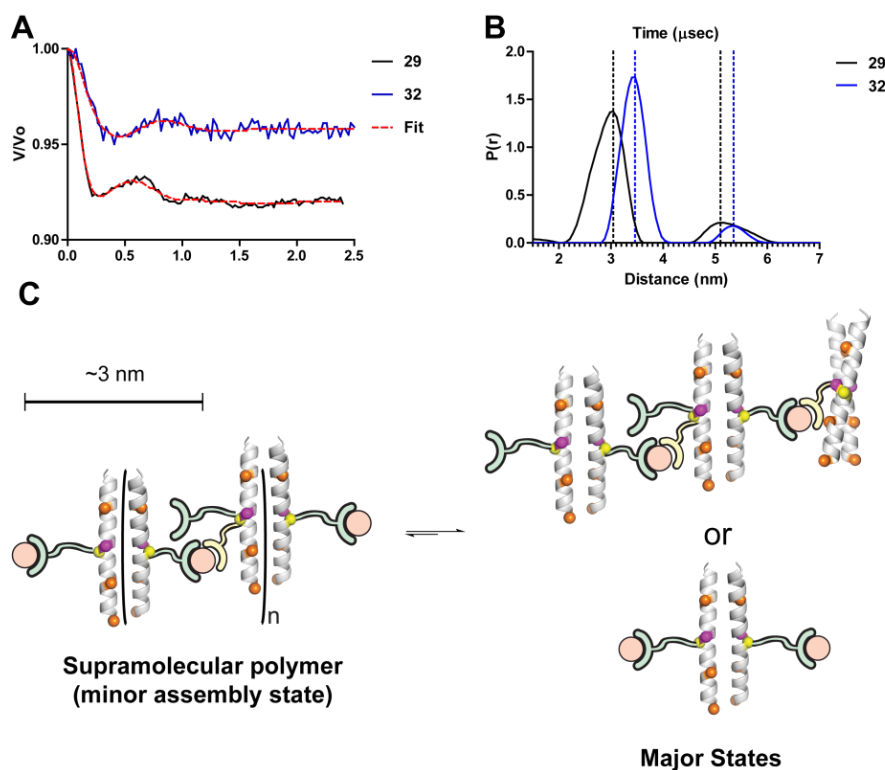 A
1.00
0.95
0.90
V/Vo
0.0 0.5 1.0 1.5 2.0 2.5
29
32
Fit
B
Time (μsec)
2.0
1.5
1.0
0.5
0.0
P(r)
2 3 4 5 6 7
Distance (nm)
29
32
C
~3 nm
n
Supramolecular polymer
(minor assembly state)
or
Major States